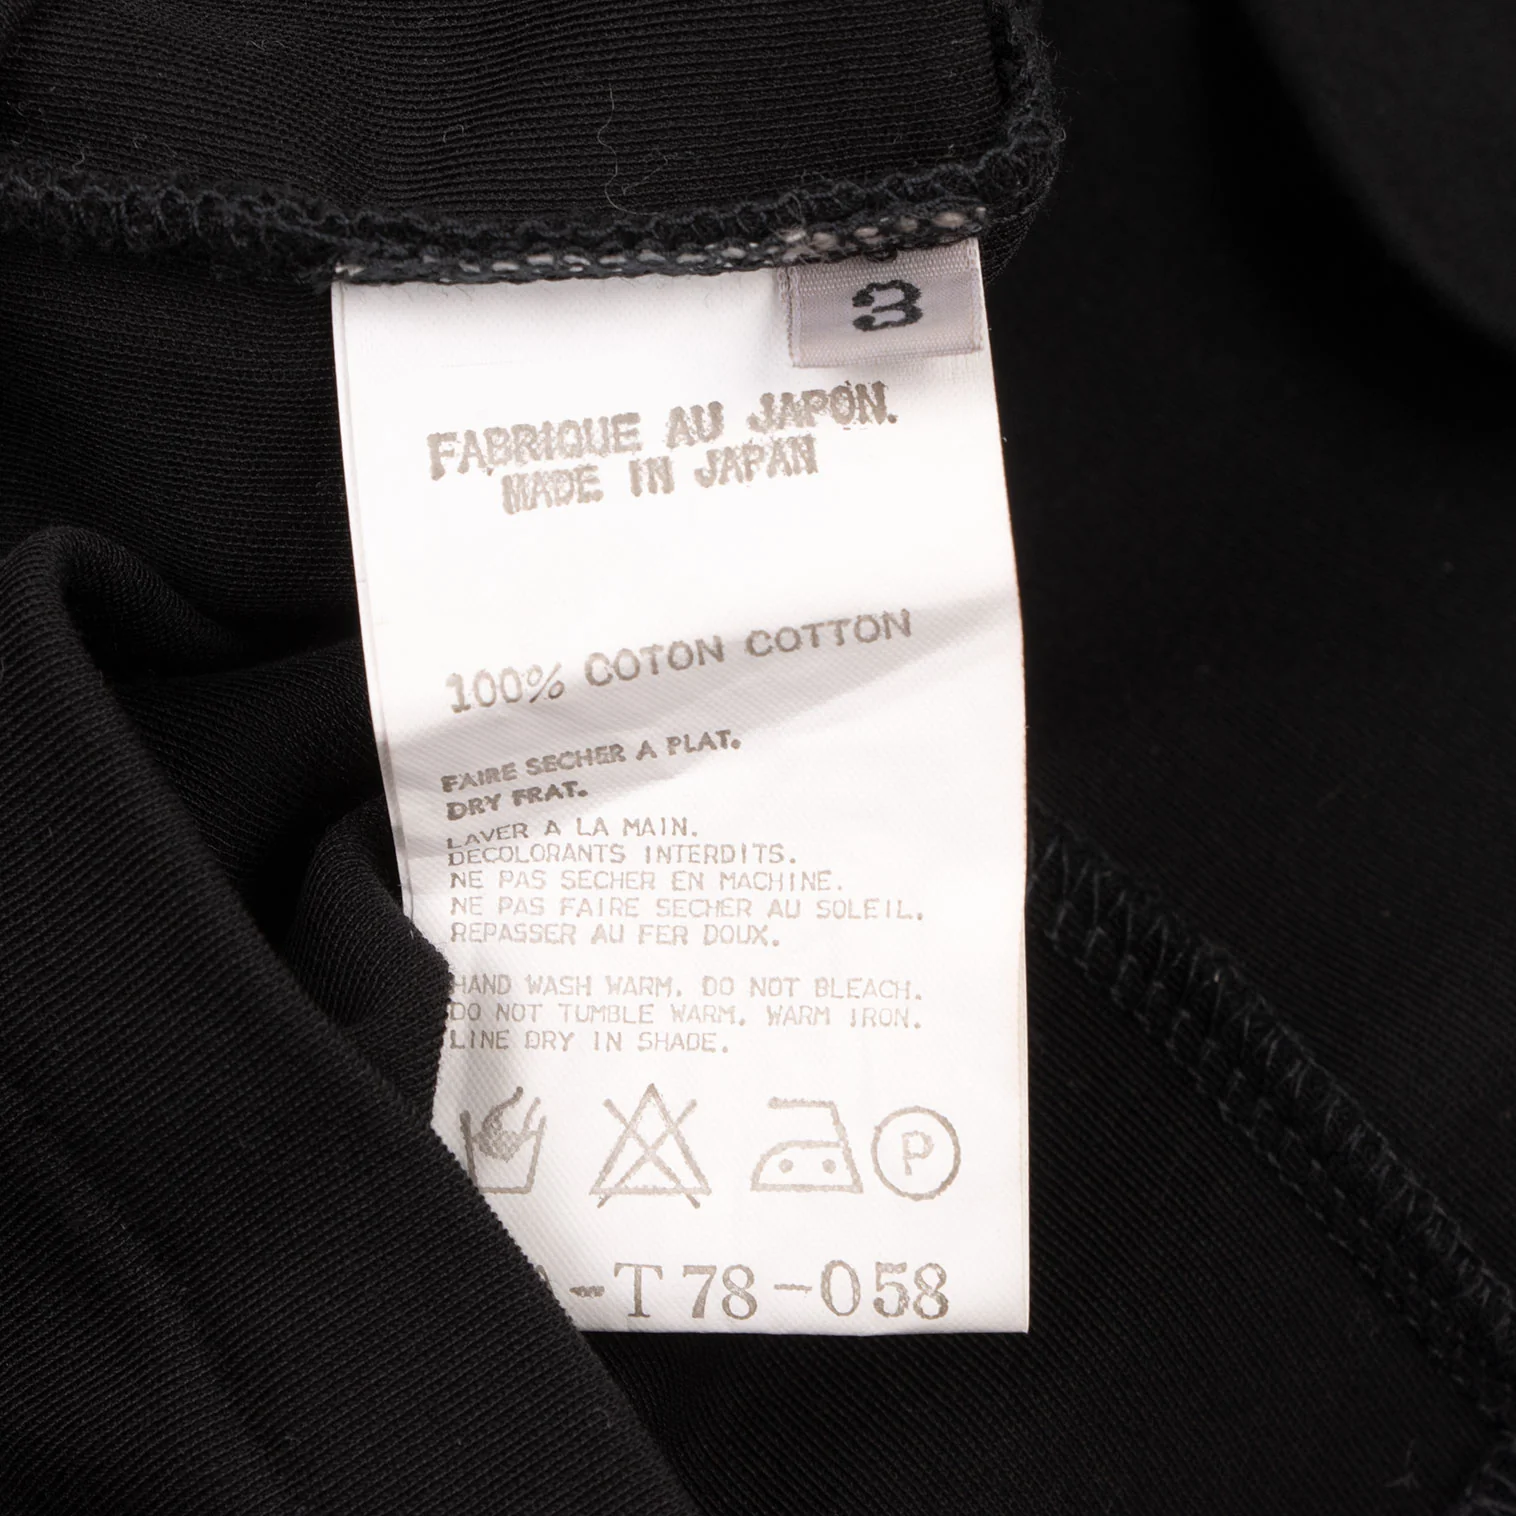 3
FABRIQUE AU JAPON.
MADE IN JAPAN
100% COTON COTTON
FAIRE SECHER A PLAT.
DRY FRAT.
LAVER A LA MAIN.
DECOLORANTS INTERDITS.
NE PAS SECHER EN MACHINE.
NE PAS FAIRE SECHER AU SOLEIL.
REPASSER AU FER DOUX.
HAND WASH WARM. DO NOT BLEACH.
DO NOT TUMBLE WARM. WARM IRON.
LINE DRY IN SHADE.
P
-T78-058